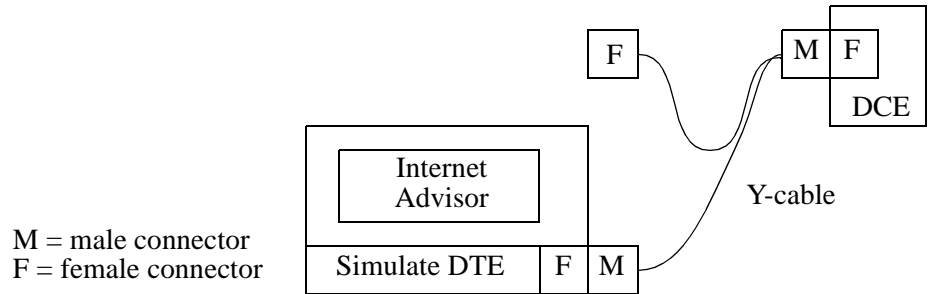 F
M F
DCE
Internet
Advisor
Y-cable
M = male connector
F = female connector
Simulate DTE F M